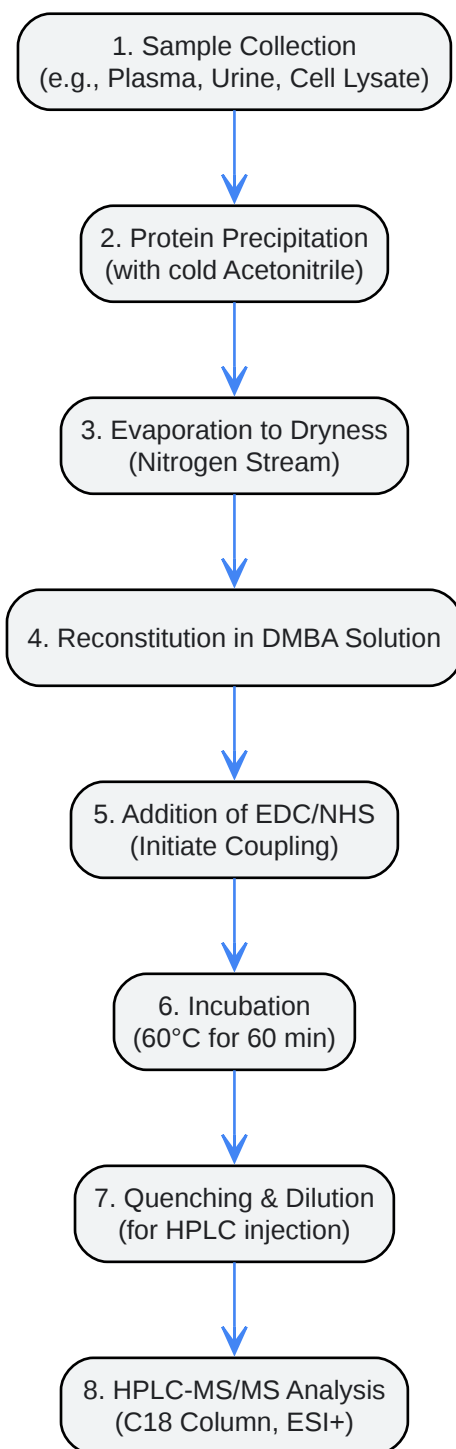 1. Sample Collection
(e.g., Plasma, Urine, Cell Lysate)
2. Protein Precipitation
(with cold Acetonitrile)
3. Evaporation to Dryness
(Nitrogen Stream)
4. Reconstitution in DMBA Solution
5. Addition of EDC/NHS
(Initiate Coupling)
6. Incubation
(60°C for 60 min)
7. Quenching & Dilution
(for HPLC injection)
8. HPLC-MS/MS Analysis
(C18 Column, ESI+)